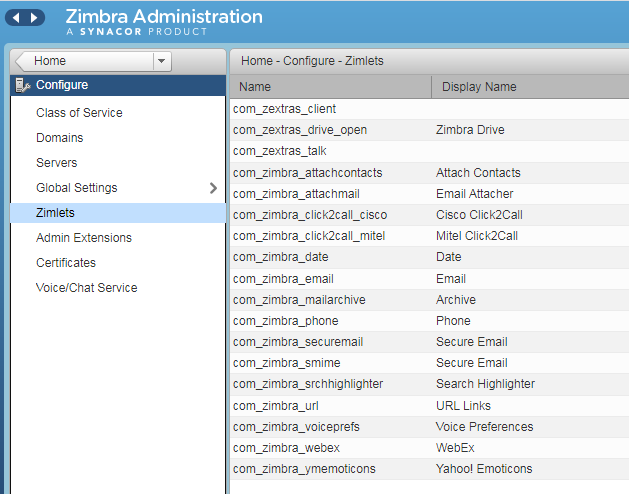 Zimbra Administration
A SYNACOR PRODUCT
Home
Home - Configure - Zimlets
Configure
Name Display Name
Class of Service
Domains
Servers
Global Settings
Zimlets
Admin Extensions
Certificates
Voice/Chat Service
com_zextras_client
com_zextras_drive_open Zimbra Drive
com_zextras_talk
com_zimbra_attachcontacts Attach Contacts
com_zimbra_attachmail Email Attacher
com_zimbra_click2call_cisco Cisco Click2Call
com_zimbra_click2call_mitel Mitel Click2Call
com_zimbra_date Date
com_zimbra_email Email
com_zimbra_mailarchive Archive
com_zimbra_phone Phone
com_zimbra_securemail Secure Email
com_zimbra_smime Secure Email
com_zimbra_srchhighlighter Search Highlighter
com_zimbra_url URL Links
com_zimbra_voiceprefs Voice Preferences
com_zimbra_webex WebEx
com_zimbra_ymemoticons Yahoo! Emoticons